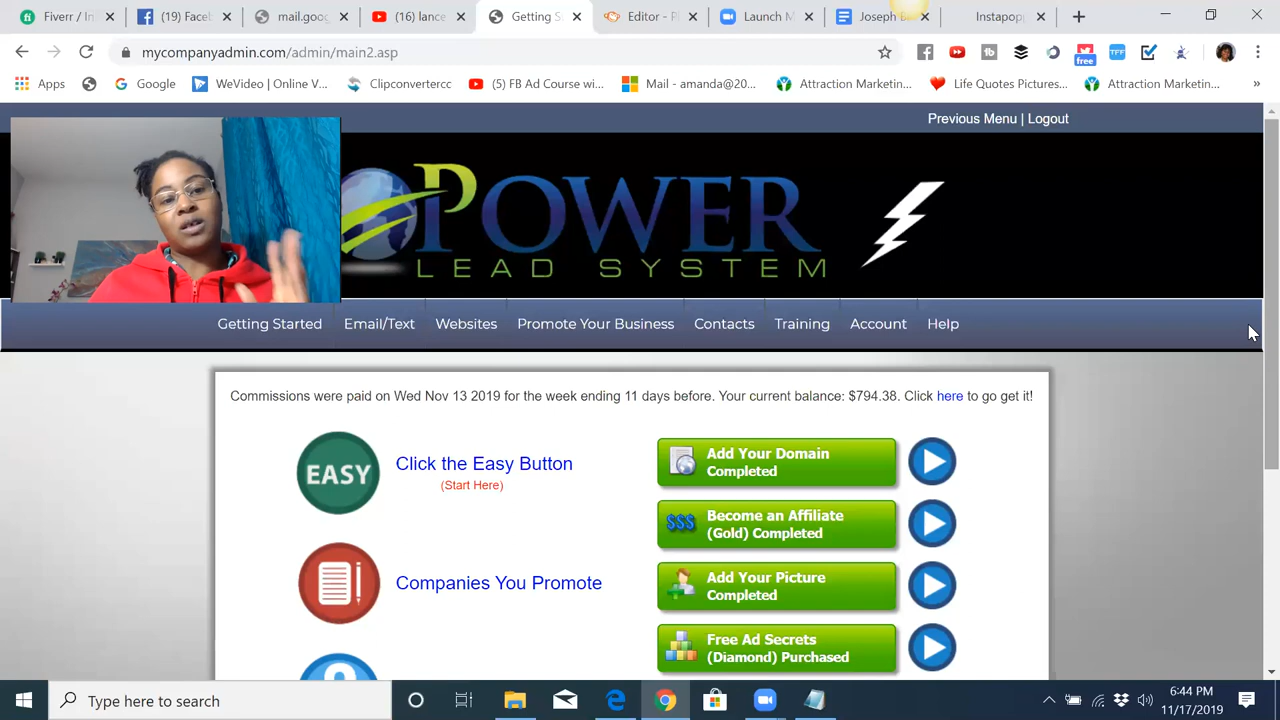 Fiverr / In
(19) Face
mail.goog
(16) lance
Getting S
Editor - P
Launch M
Joseph B
Instapop
mycompanyadmin.com/admin/main2.asp
free
TFF
Apps
Google
WeVideo | Online V...
Clipconvertercc
(5) FB Ad Course wi...
Mail - amanda@20...
Attraction Marketin...
Life Quotes Pictures...
Attraction Marketin...
»
Previous Menu | Logout
POWER
LEAD SYSTEM
Getting Started
Email/Text
Websites
Promote Your Business
Contacts
Training
Account
Help
Commissions were paid on Wed Nov 13 2019 for the week ending 11 days before. Your current balance: $794.38. Click here to go get it!
EASY
Click the Easy Button
(Start Here)
Add Your Domain
Completed
$$$
Become an Affiliate
(Gold) Completed
Companies You Promote
Add Your Picture
Completed
Free Ad Secrets
(Diamond) Purchased
Type here to search
6:44 PM
11/17/2019